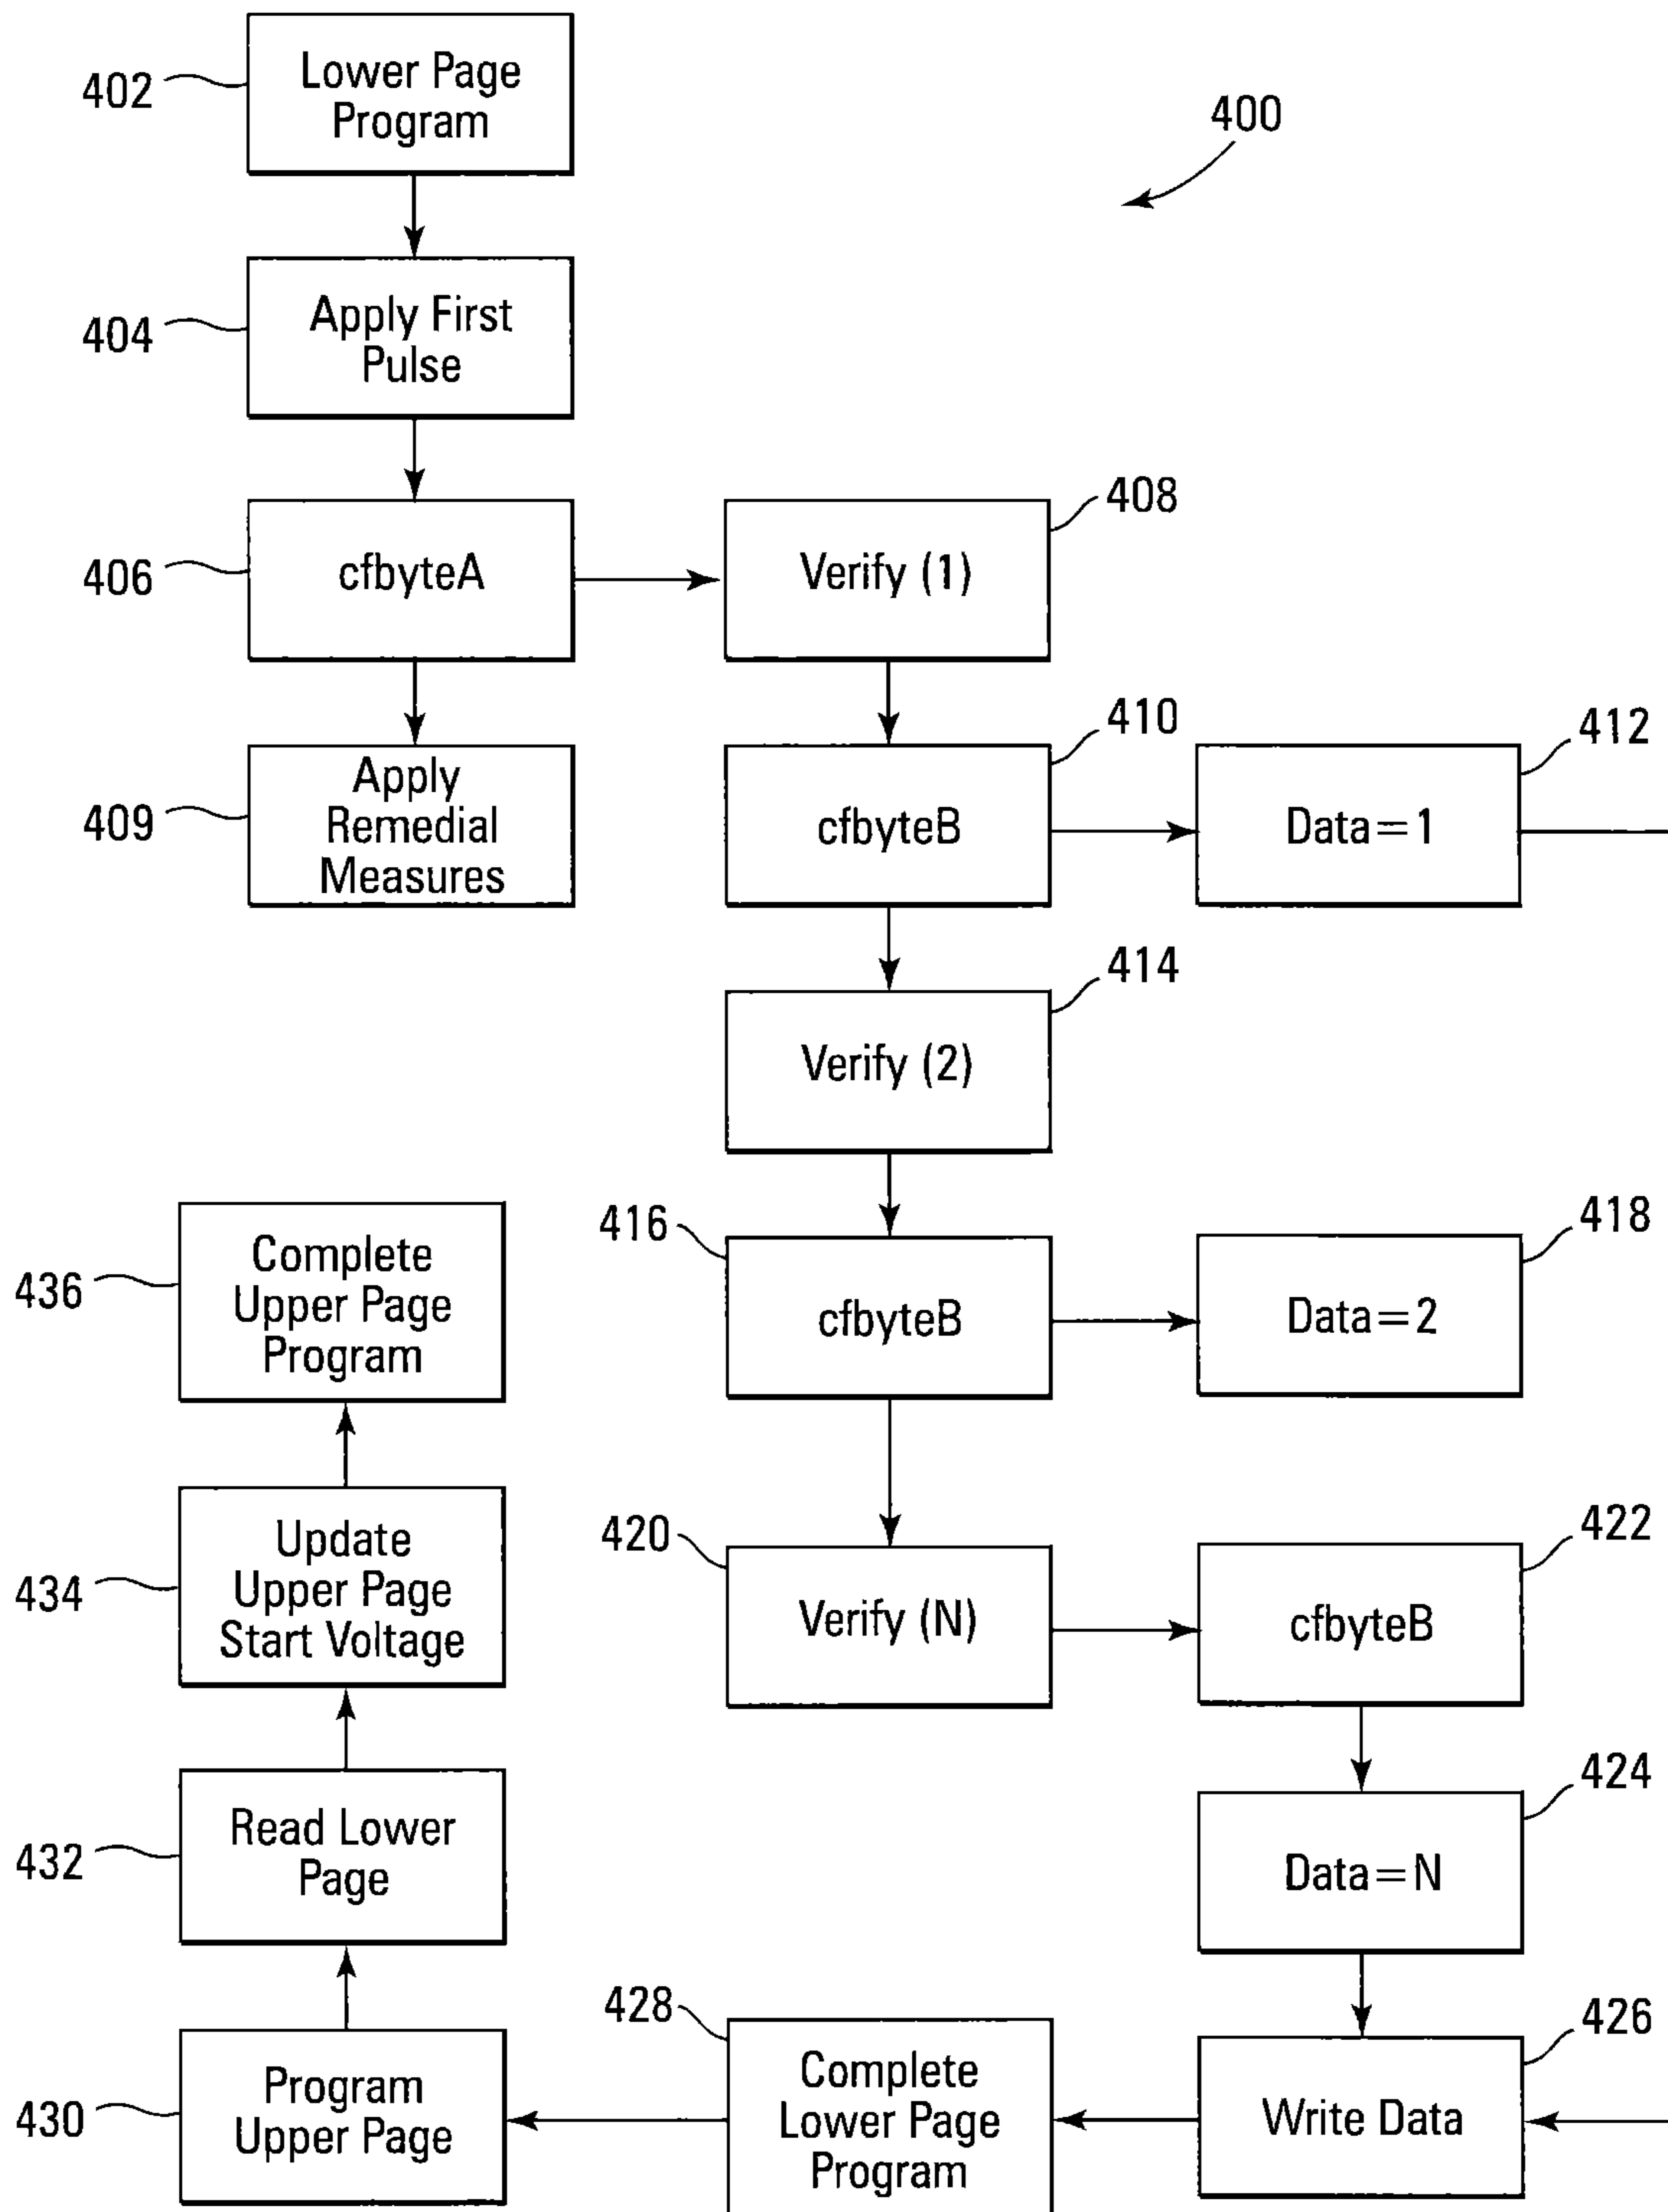 402
Lower Page
Program
400
404
Apply First
Pulse
406
cfbyteA
Verify (1)
408
409
Apply
Remedial
Measures
cfbyteB
410
Data=1
412
Verify (2)
414
436
Complete
Upper Page
Program
416
cfbyteB
Data=2
418
434
Update
Upper Page
Start Voltage
420
Verify (N)
cfbyteB
422
432
Read Lower
Page
Data=N
424
430
Program
Upper Page
428
Complete
Lower Page
Program
Write Data
426